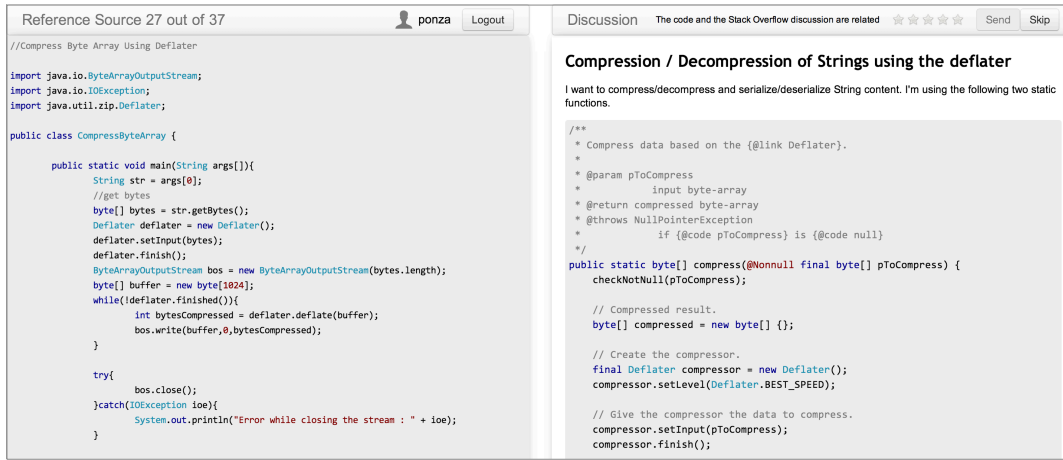 Reference Source 27 out of 37
ponza
Logout
//Compress Byte Array Using Deflater
import java.io.ByteArrayOutputStream;
import java.io.IOException;
import java.util.zip.Deflater;
public class CompressByteArray {
public static void main(String args[]){
String str = args[0];
//get bytes
byte[] bytes = str.getBytes();
Deflater deflater = new Deflater();
deflater.setInput(bytes);
deflater.finish();
ByteArrayOutputStream bos = new ByteArrayOutputStream(bytes.length);
byte[] buffer = new byte[1024];
while(!deflater.finished()){
int bytesCompressed = deflater.deflate(buffer);
bos.write(buffer,0,bytesCompressed);
}
try{
bos.close();
}catch(IOException ioe){
System.out.println("Error while closing the stream : " + ioe);
}
Discussion
The code and the Stack Overflow discussion are related
Send
Skip
Compression / Decompression of Strings using the deflater
I want to compress/decompress and serialize/deserialize String content. I'm using the following two static
functions.
/**
* Compress data based on the {@link Deflater}.
*
* @param pToCompress
* input byte-array
* @return compressed byte-array
* @throws NullPointerException
* if {@code pToCompress} is {@code null}
*/
public static byte[] compress(@Nonnull final byte[] pToCompress) {
checkNotNull(pToCompress);
// Compressed result.
byte[] compressed = new byte[] {};
// Create the compressor.
final Deflater compressor = new Deflater();
compressor.setLevel(Deflater.BEST_SPEED);
// Give the compressor the data to compress.
compressor.setInput(pToCompress);
compressor.finish();